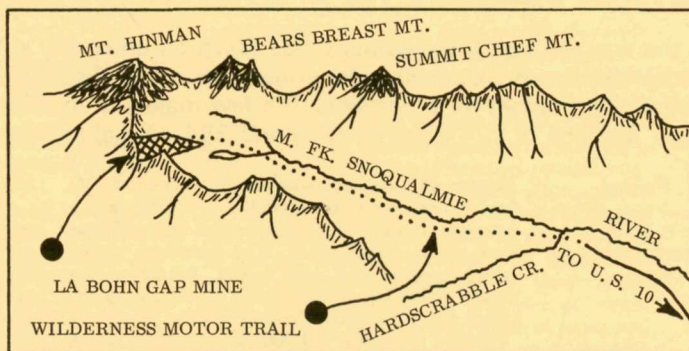 MT. HINMAN
BEARS BREAST MT.
SUMMIT CHIEF MT.
M. FK. SNOQUALMIE
RIVER
TO U.S. 10
HARDSCRABBLE CR.
LA BOHN GAP MINE
WILDERNESS MOTOR TRAIL